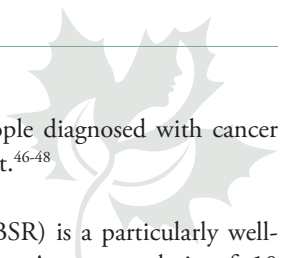 ople diagnosed with cancer
t.46-48
BSR) is a particularly well-